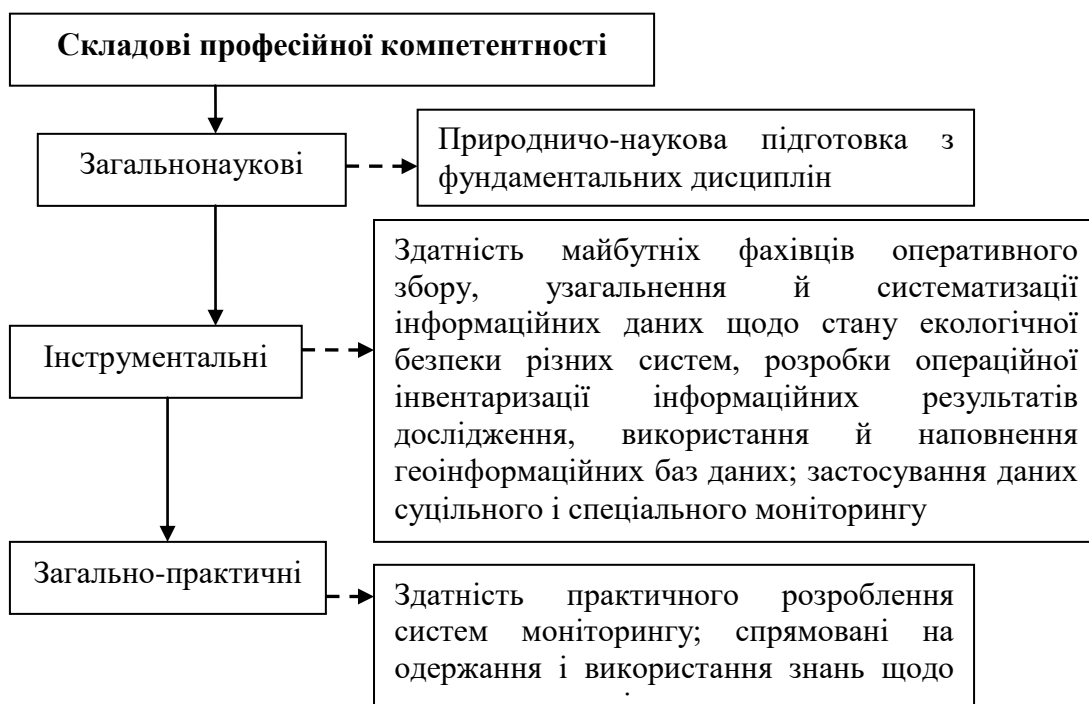 Складові професійної компетентності
Загальнонаукові
Природничо-наукова підготовка з
фундаментальних дисциплін
Інструментальні
Здатність майбутніх фахівців оперативного
збору, узагальнення й систематизації
інформаційних даних щодо стану екологічної
безпеки різних систем, розробки операційної
інвентаризації інформаційних результатів
дослідження, використання й наповнення
геоінформаційних баз даних; застосування даних
суцільного і спеціального моніторингу
Загально-практичні
Здатність практичного розроблення
систем моніторингу; спрямовані на
одержання і використання знань щодо